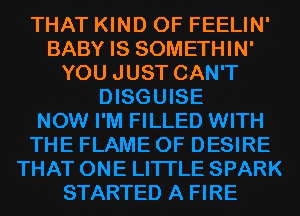 THAT KIND OF FEELIN'
BABY IS SOMETHIN'
YOU JUST CAN'T
DISGUISE
NOW I'M FILLED WITH
THE FLAME OF DESIRE
THAT ONE LITTLE SPARK
STARTED A FIRE